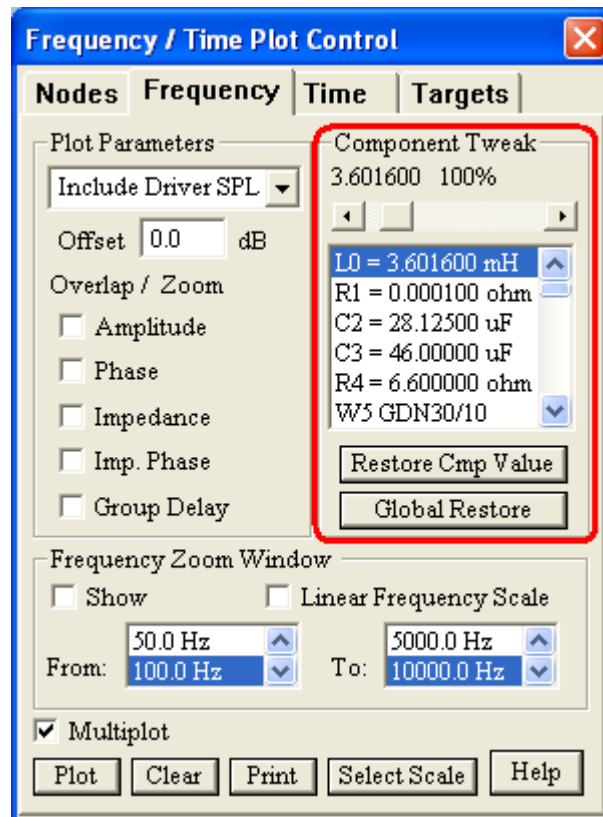 Frequency / Time Plot Control
Nodes Frequency Time Targets
Plot Parameters
Include Driver SPL
Offset 0.0 dB
Overlap / Zoom
Amplitude
Phase
Impedance
Imp. Phase
Group Delay
Component Tweak
3.601600 100%
L0 = 3.601600 mH
R1 = 0.000100 ohm
C2 = 28.12500 uF
C3 = 46.00000 uF
R4 = 6.600000 ohm
W5 GDN30/10
Restore Cmp Value
Global Restore
Frequency Zoom Window
Show Linear Frequency Scale
From: 50.0 Hz
100.0 Hz
To: 5000.0 Hz
10000.0 Hz
Multiplot
Plot Clear Print Select Scale Help